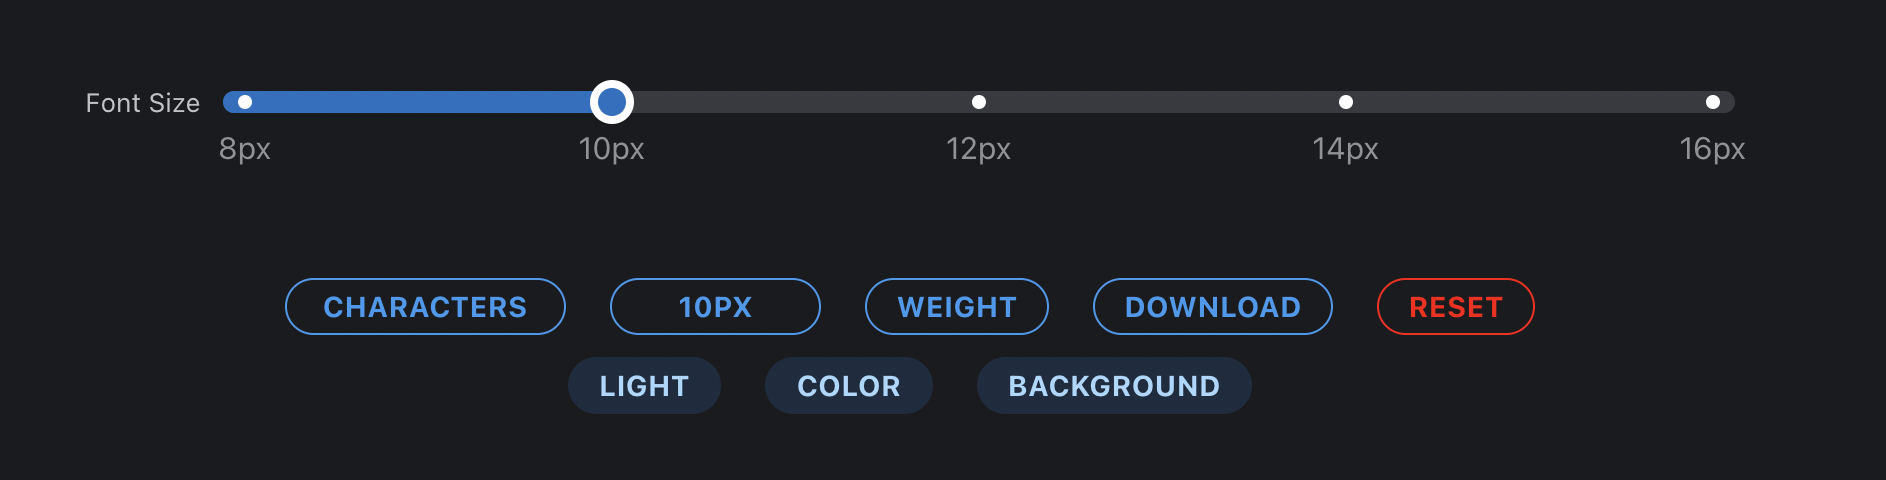 Font Size
8px 10px 12px 14px 16px
CHARACTERS 10PX WEIGHT DOWNLOAD RESET
LIGHT COLOR BACKGROUND